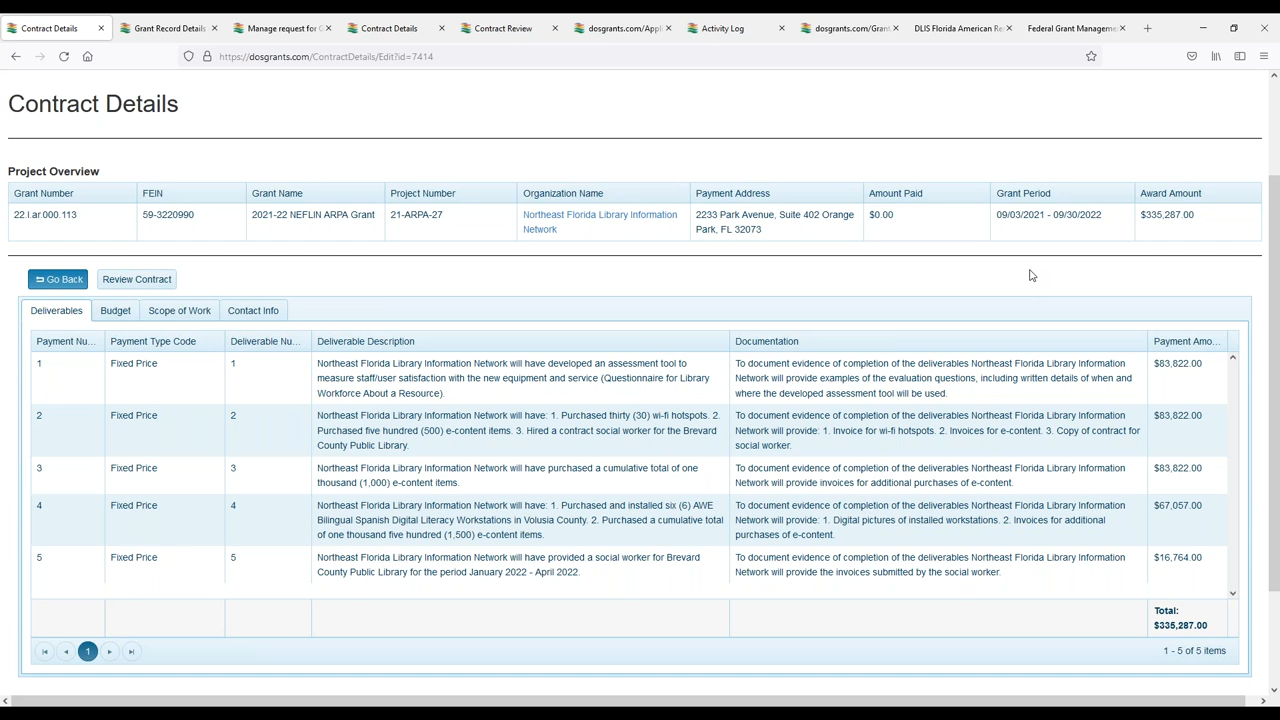 Contract Details
Grant Record Details
Manage request for G
Contract Details
Contract Review
dosgrants.com/Appli
Activity Log
dosgrants.com/Grant
DLIS Florida American Re
Federal Grant Manageme
https://dosgrants.com/ContractDetails/Edit?id=7414
Contract Details
Project Overview
Grant Number
FEIN
Grant Name
Project Number
Organization Name
Payment Address
Amount Paid
Grant Period
Award Amount
22.l.ar.000.113
59-3220990
2021-22 NEFLIN ARPA Grant
21-ARPA-27
Northeast Florida Library Information
Network
2233 Park Avenue, Suite 402 Orange
Park, FL 32073
$0.00
09/03/2021 - 09/30/2022
$335,287.00
Go Back
Review Contract
Deliverables
Budget
Scope of Work
Contact Info
Payment Nu...
Payment Type Code
Deliverable Nu...
Deliverable Description
Documentation
Payment Amo...
1
Fixed Price
1
Northeast Florida Library Information Network will have developed an assessment tool to
measure staff/user satisfaction with the new equipment and service (Questionnaire for Library
Workforce About a Resource).
To document evidence of completion of the deliverables Northeast Florida Library Information
Network will provide examples of the evaluation questions, including written details of when and
where the developed assessment tool will be used.
$83,822.00
2
Fixed Price
2
Northeast Florida Library Information Network will have: 1. Purchased thirty (30) wi-fi hotspots. 2.
Purchased five hundred (500) e-content items. 3. Hired a contract social worker for the Brevard
County Public Library.
To document evidence of completion of the deliverables Northeast Florida Library Information
Network will provide: 1. Invoice for wi-fi hotspots. 2. Invoices for e-content. 3. Copy of contract for
social worker.
$83,822.00
3
Fixed Price
3
Northeast Florida Library Information Network will have purchased a cumulative total of one
thousand (1,000) e-content items.
To document evidence of completion of the deliverables Northeast Florida Library Information
Network will provide invoices for additional purchases of e-content.
$83,822.00
4
Fixed Price
4
Northeast Florida Library Information Network will have: 1. Purchased and installed six (6) AWE
Bilingual Spanish Digital Literacy Workstations in Volusia County. 2. Purchased a cumulative total
of one thousand five hundred (1,500) e-content items.
To document evidence of completion of the deliverables Northeast Florida Library Information
Network will provide: 1. Digital pictures of installed workstations. 2. Invoices for additional
purchases of e-content.
$67,057.00
5
Fixed Price
5
Northeast Florida Library Information Network will have provided a social worker for Brevard
County Public Library for the period January 2022 - April 2022.
To document evidence of completion of the deliverables Northeast Florida Library Information
Network will provide the invoices submitted by the social worker.
$16,764.00
Total:
$335,287.00
1
1 - 5 of 5 items